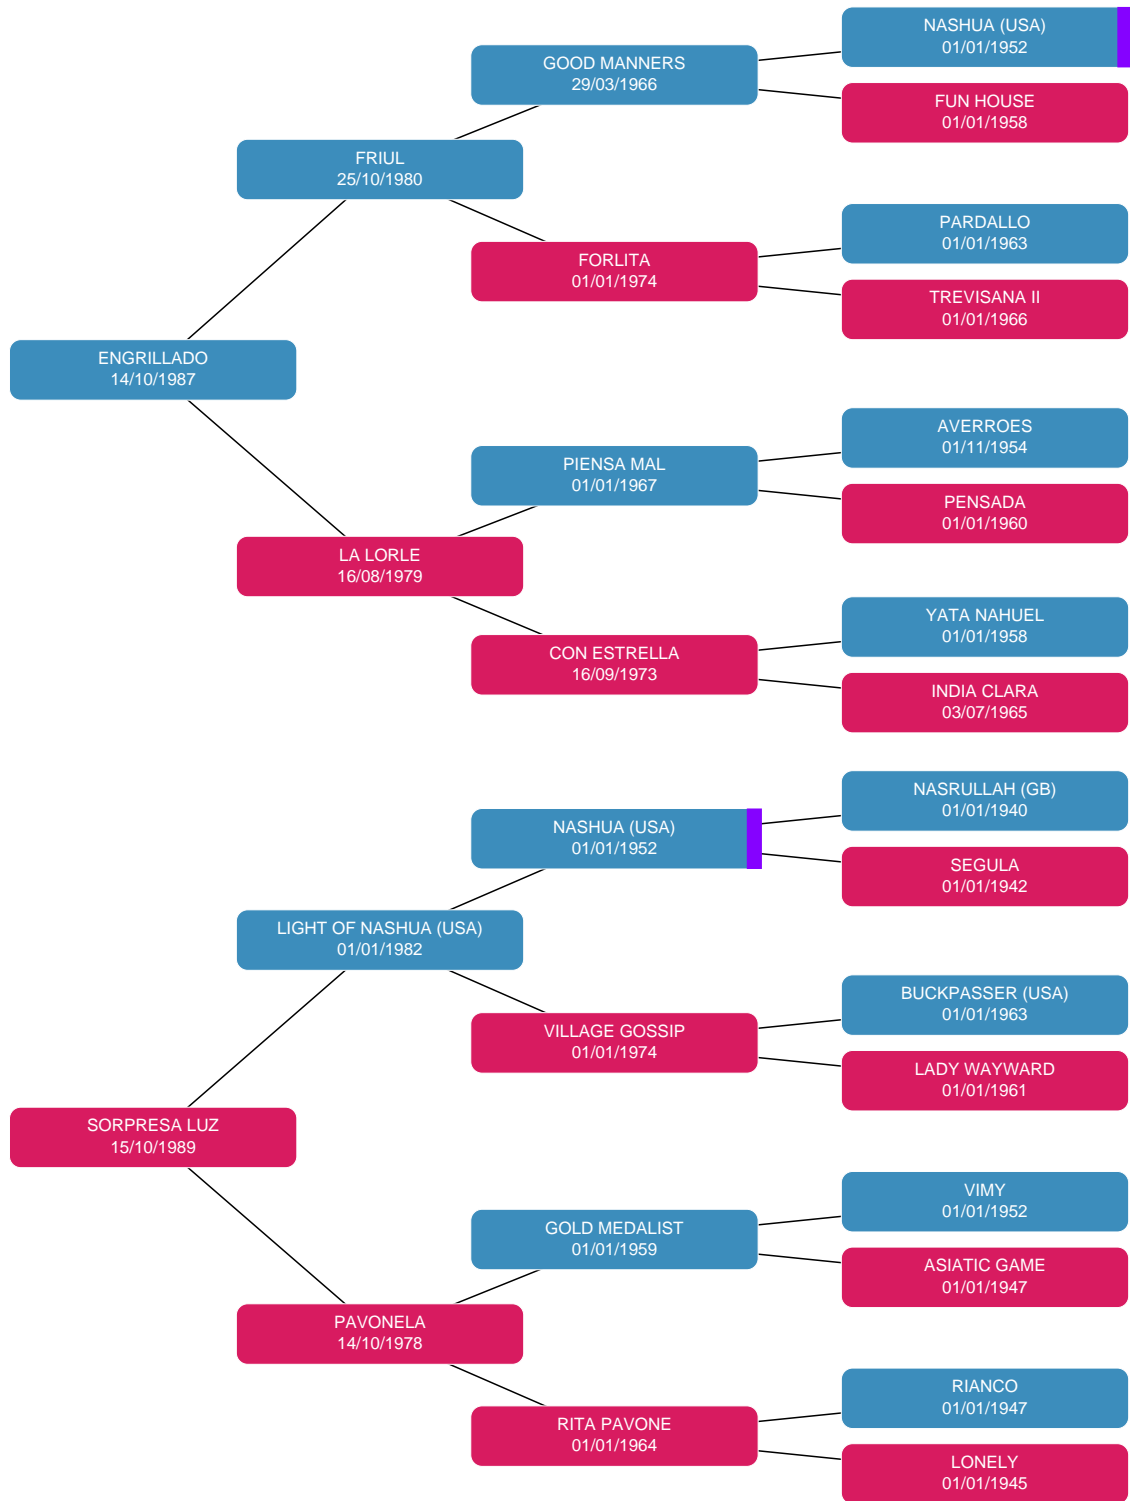 NASHUA (USA)
01/01/1952
GOOD MANNERS
29/03/1966
FUN HOUSE
01/01/1958
FRIUL
25/10/1980
PARDALLO
01/01/1963
FORLITA
01/01/1974
TREVISANA II
01/01/1966
ENGRILLADO
14/10/1987
AVERROES
01/11/1954
PIENSA MAL
01/01/1967
PENSADA
01/01/1960
LA LORLE
16/08/1979
YATA NAHUEL
01/01/1958
CON ESTRELLA
16/09/1973
INDIA CLARA
03/07/1965
NASRULLAH (GB)
01/01/1940
NASHUA (USA)
01/01/1952
SEGULA
01/01/1942
LIGHT OF NASHUA (USA)
01/01/1982
BUCKPASSER (USA)
01/01/1963
VILLAGE GOSSIP
01/01/1974
LADY WAYWARD
01/01/1961
SORPRESA LUZ
15/10/1989
VIMY
01/01/1952
GOLD MEDALIST
01/01/1959
ASIATIC GAME
01/01/1947
PAVONELA
14/10/1978
RIANCO
01/01/1947
RITA PAVONE
01/01/1964
LONELY
01/01/1945